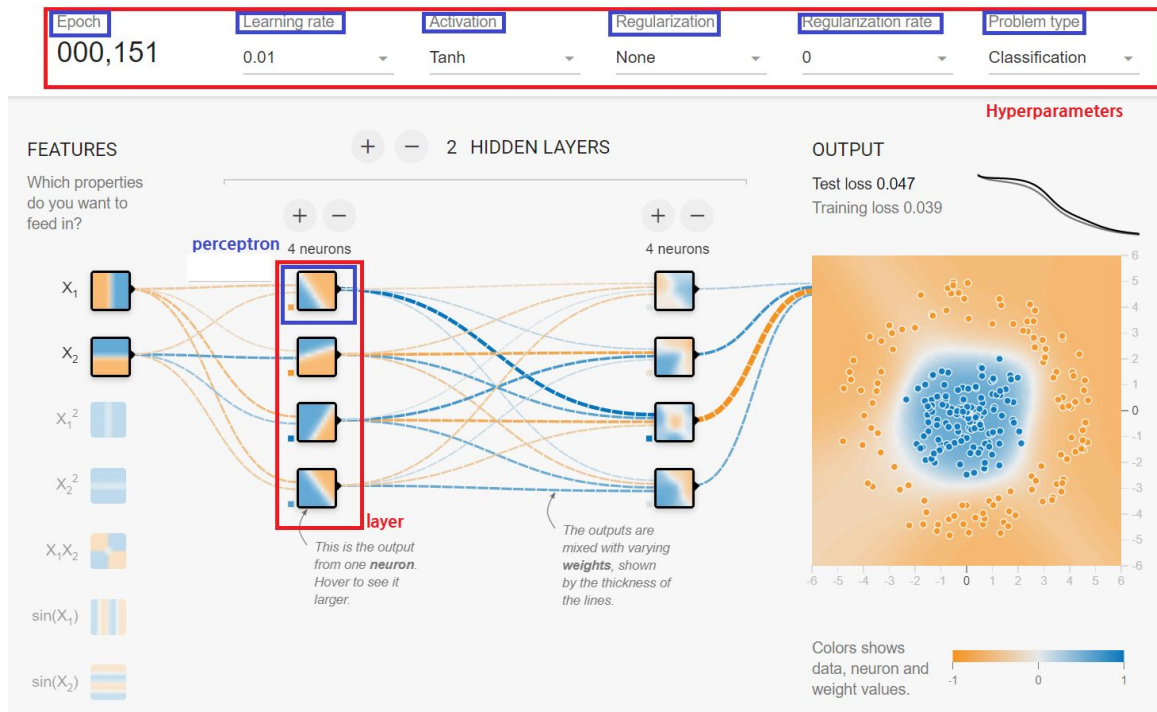 Epoch
Learning rate
Activation
Regularization
Regularization rate
Problem type
000,151
0.01
Tanh
None
0
Classification
Hyperparameters
FEATURES
+ − 2 HIDDEN LAYERS
OUTPUT
Which properties
do you want to
feed in?
Test loss 0.047
Training loss 0.039
+ −
+ −
perceptron
4 neurons
4 neurons
X₁
X₂
X₁²
X₂²
X₁X₂
sin(X₁)
sin(X₂)
layer
This is the output
from one neuron.
Hover to see it
larger.
The outputs are
mixed with varying
weights, shown
by the thickness of
the lines.
6
5
4
3
2
1
0
-1
-2
-3
-4
-5
-6
-6 -5 -4 -3 -2 -1 0 1 2 3 4 5 6
Colors shows
data, neuron and
weight values.
-1 0 1